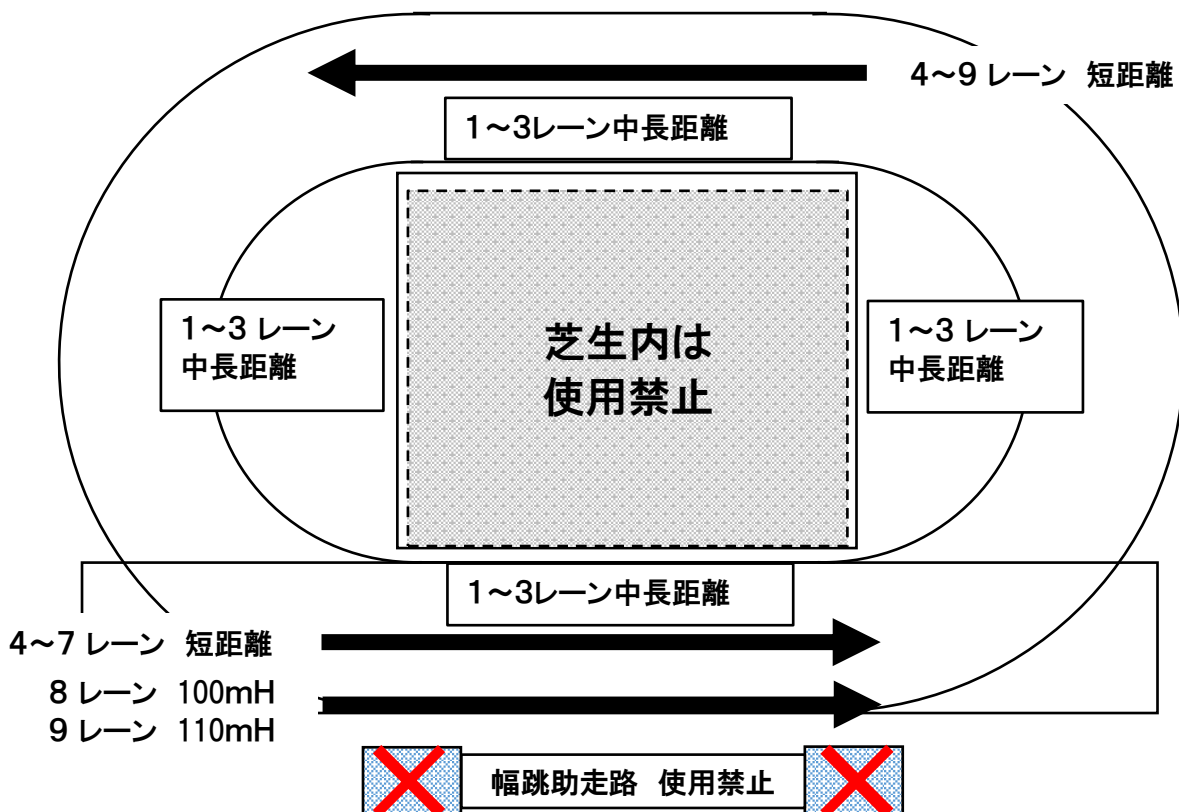 4～9 レーン 短距離
1～3レーン中長距離
1～3 レーン
中長距離
芝生内は
使用禁止
1～3 レーン
中長距離
1～3レーン中長距離
4～7 レーン 短距離
8 レーン 100mH
9 レーン 110mH
幅跳助走路 使用禁止